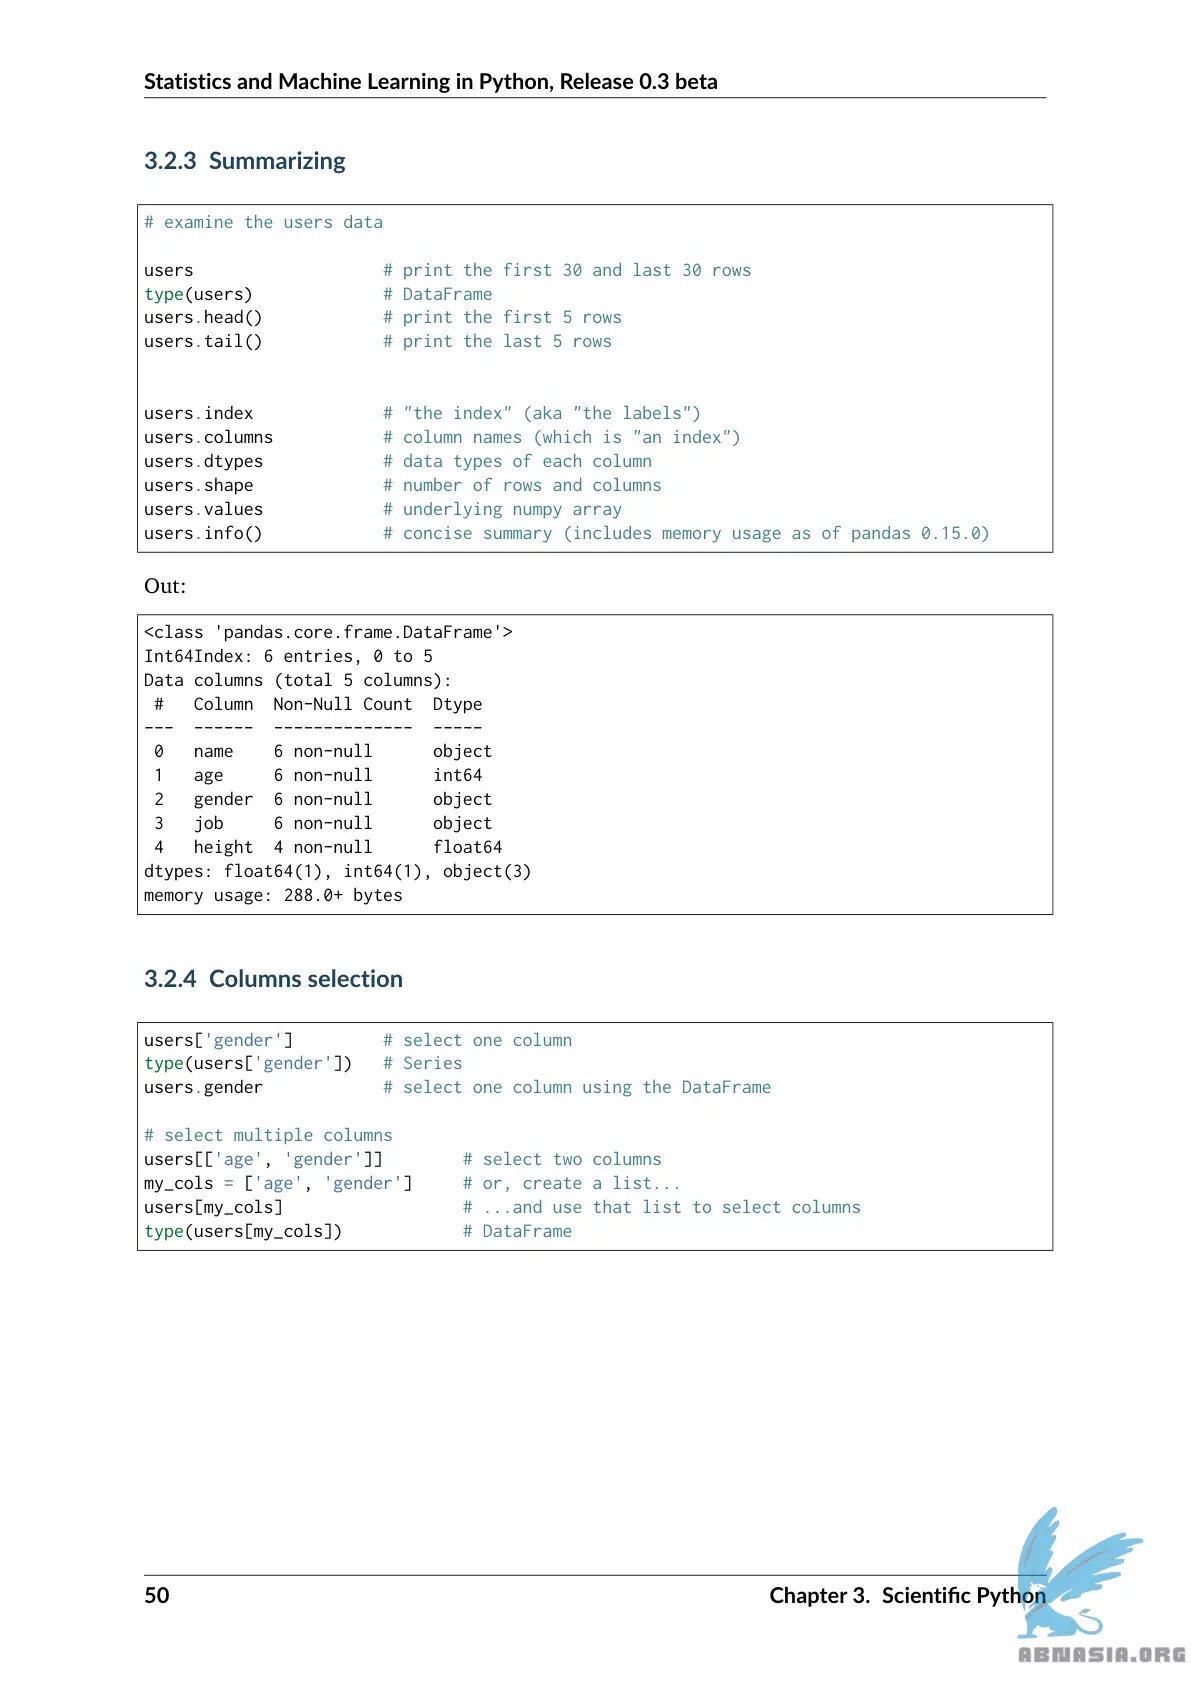 Statistics and Machine Learning in Python, Release 0.3 beta
3.2.3 Summarizing
# examine the users data
users # print the first 30 and last 30 rows
type(users) # DataFrame
users.head() # print the first 5 rows
users.tail() # print the last 5 rows
users.index # "the index" (aka "the labels")
users.columns # column names (which is "an index")
users.dtypes # data types of each column
users.shape # number of rows and columns
users.values # underlying numpy array
users.info() # concise summary (includes memory usage as of pandas 0.15.0)
Out:
<class 'pandas.core.frame.DataFrame'>
Int64Index: 6 entries, 0 to 5
Data columns (total 5 columns):
# Column Non-Null Count Dtype
--- ------ -------------- -----
0 name 6 non-null object
1 age 6 non-null int64
2 gender 6 non-null object
3 job 6 non-null object
4 height 4 non-null float64
dtypes: float64(1), int64(1), object(3)
memory usage: 288.0+ bytes
3.2.4 Columns selection
users['gender'] # select one column
type(users['gender']) # Series
users.gender # select one column using the DataFrame
# select multiple columns
users[['age', 'gender']] # select two columns
my_cols = ['age', 'gender'] # or, create a list...
users[my_cols] # ...and use that list to select columns
type(users[my_cols]) # DataFrame
50 Chapter 3. Scientific Python
ABNASIA.ORG